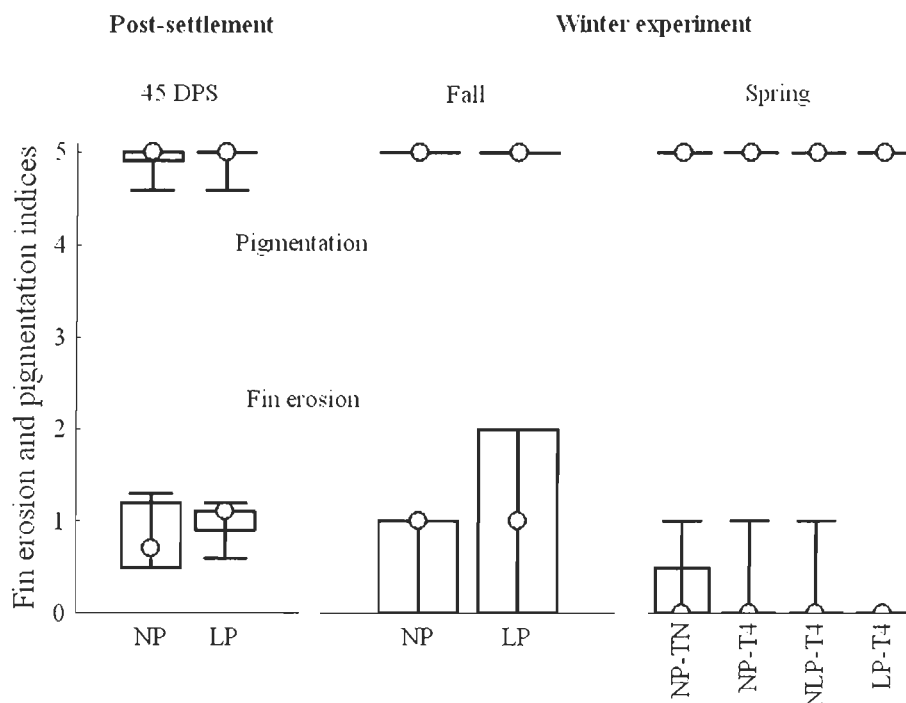 Post-settlement Winter experiment
45 DPS Fall Spring
Fin erosion and pigmentation indices
5
4
3
2
1
0
Pigmentation
Fin erosion
NP LP NP LP NP-TN NP-T4 NLP-T4 LP-T4